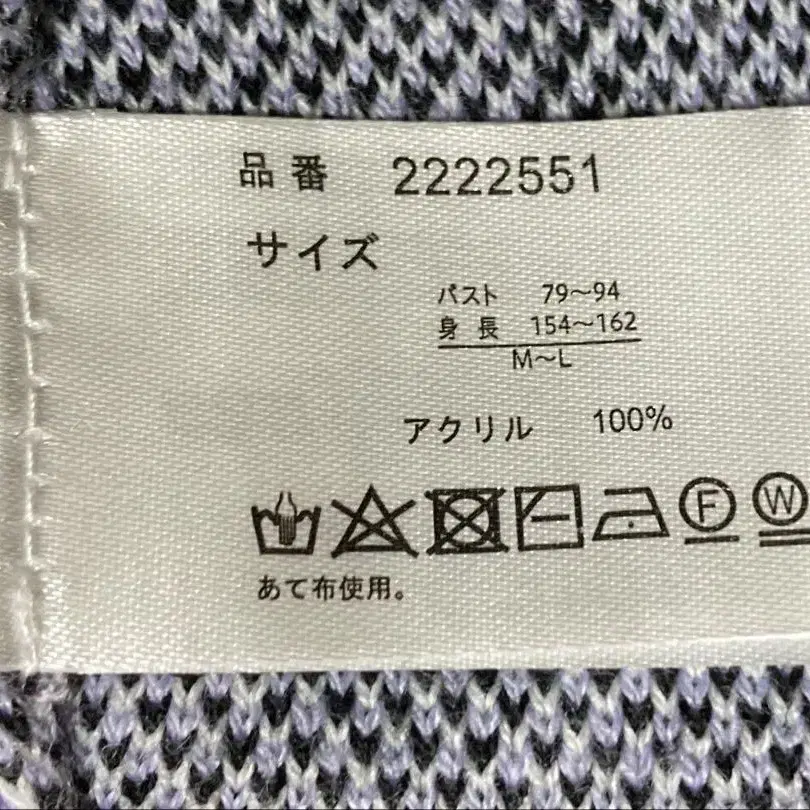 品番 2222551
サイズ
バスト 79～94
身長 154～162
M～L
アクリル 100%
F W
あて布使用。